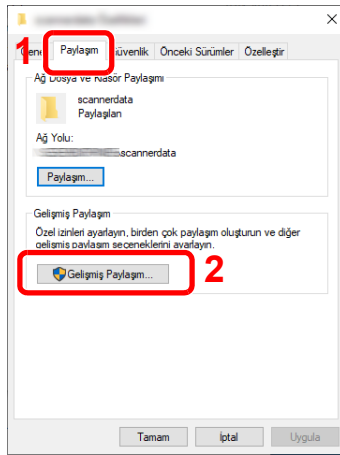 1
Paylaşım
Güvenlik
Önceki Sürümler
Özelleştir
Ağ Dosya ve Klasör Paylaşımı
scannerdata
Paylaşılan
Ağ Yolu:
scannerdata
Paylaşım...
Gelişmiş Paylaşım
Özel izinleri ayarlayın, birden çok paylaşım oluşturun ve diğer
gelişmiş paylaşım seçeneklerini ayarlayın.
Gelişmiş Paylaşım...
2
Tamam
İptal
Uygula